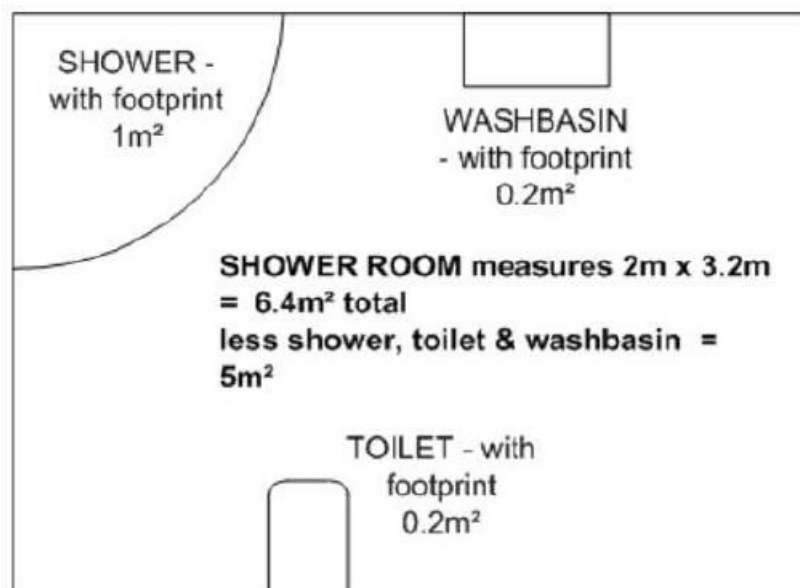 SHOWER -
with footprint
1m²
WASHBASIN
- with footprint
0.2m²
SHOWER ROOM measures 2m x 3.2m
= 6.4m² total
less shower, toilet & washbasin =
5m²
TOILET - with
footprint
0.2m²